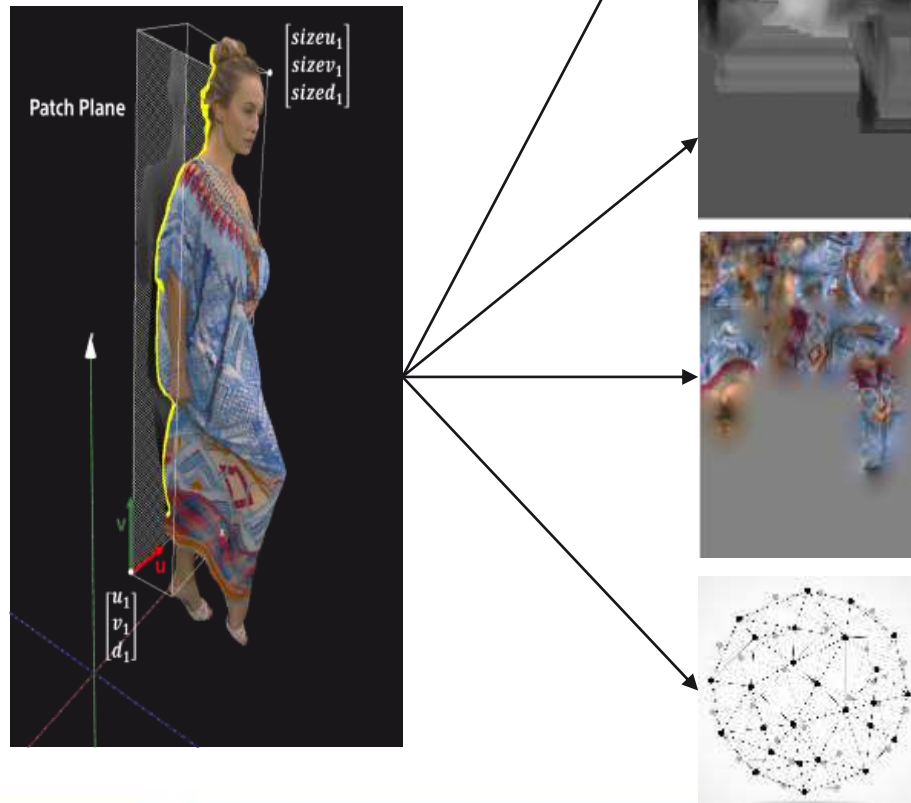 sizeu₁
sizev₁
sized₁
Patch Plane
v
u
u₁
v₁
d₁